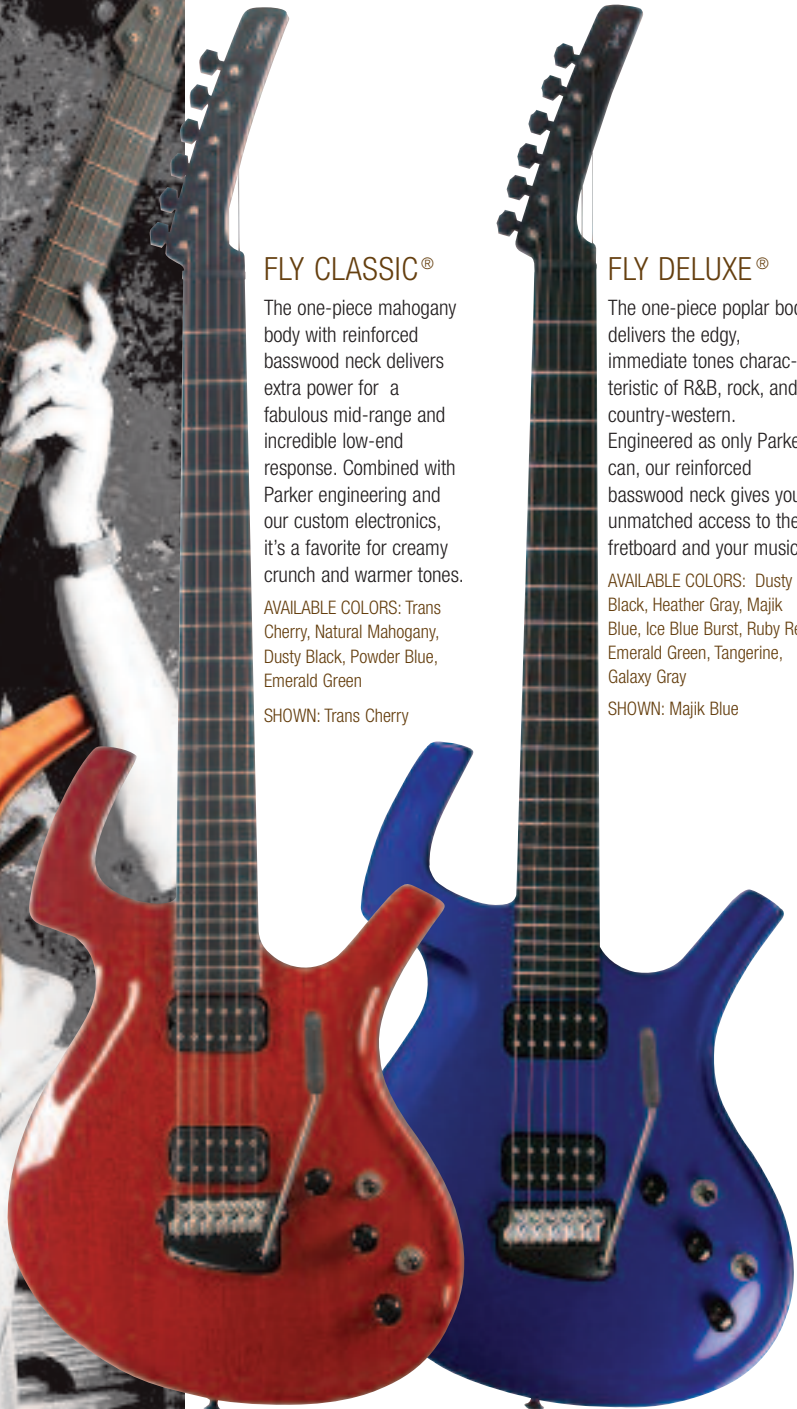 FLY CLASSIC®
The one-piece mahogany
body with reinforced
basswood neck delivers
extra power for a
fabulous mid-range and
incredible low-end
response. Combined with
Parker engineering and
our custom electronics,
it's a favorite for creamy
crunch and warmer tones.
AVAILABLE COLORS: Trans
Cherry, Natural Mahogany,
Dusty Black, Powder Blue,
Emerald Green
SHOWN: Trans Cherry
FLY DELUXE®
The one-piece poplar
delivers the edgy,
immediate tones charac-
teristic of R&B, rock, and
country-western.
Engineered as only
can, our reinforced
basswood neck gives you
unmatched access to the
fretboard and your music
AVAILABLE COLORS: Dusty
Black, Heather Gray, Majik
Blue, Ice Blue Burst, Ruby
Emerald Green, Tangerine,
Galaxy Gray
SHOWN: Majik Blue